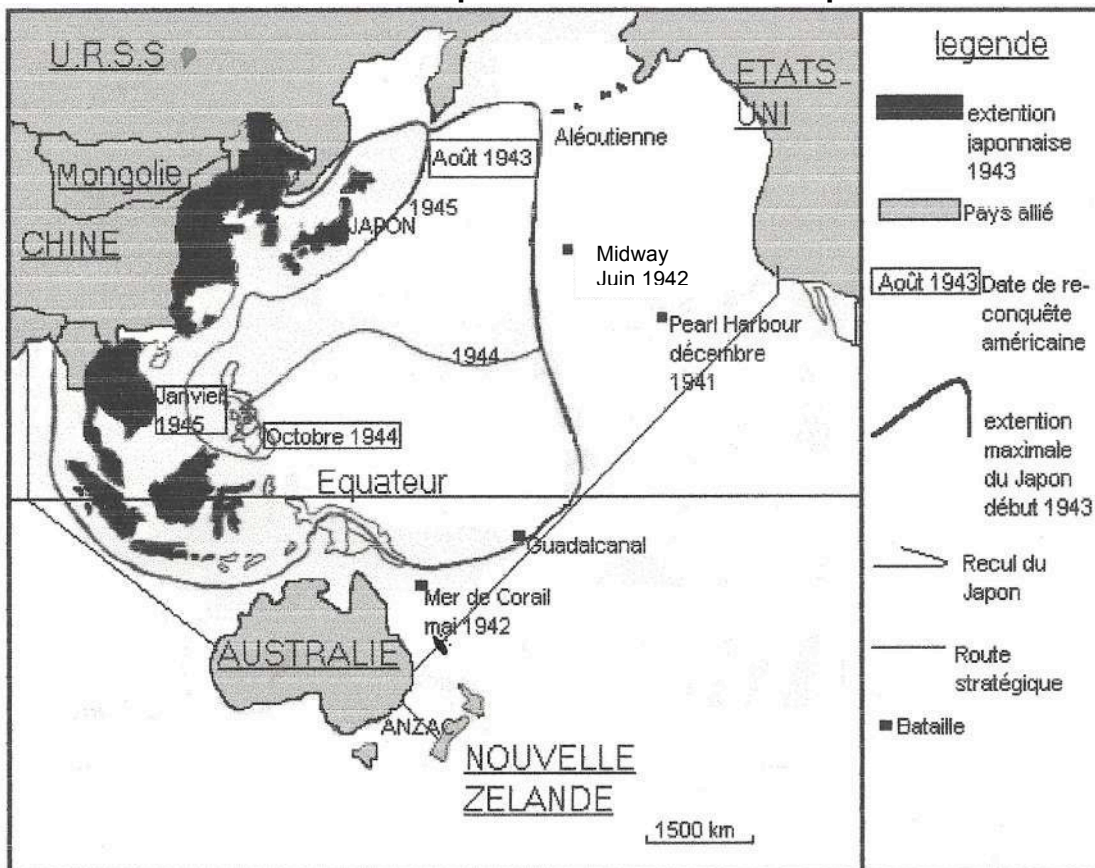 U.R.S.S
Mongolie
CHINE
JAPON
Août 1943
1945
Aléoutienne
ETATS_
UNI
Midway
Juin 1942
Pearl Harbour
décembre
1941
1944
Janvier
1945
Octobre 1944
Equateur
Guadalcanal
Mer de Corail
mai 1942
AUSTRALIE
ANZAC
NOUVELLE
ZELANDE
1500 km
legende
extention
japonnaise
1943
Pays allié
Août 1943 Date de re-
conquête
américaine
extention
maximale
du Japon
début 1943
Recul du
Japon
Route
stratégique
Bataille